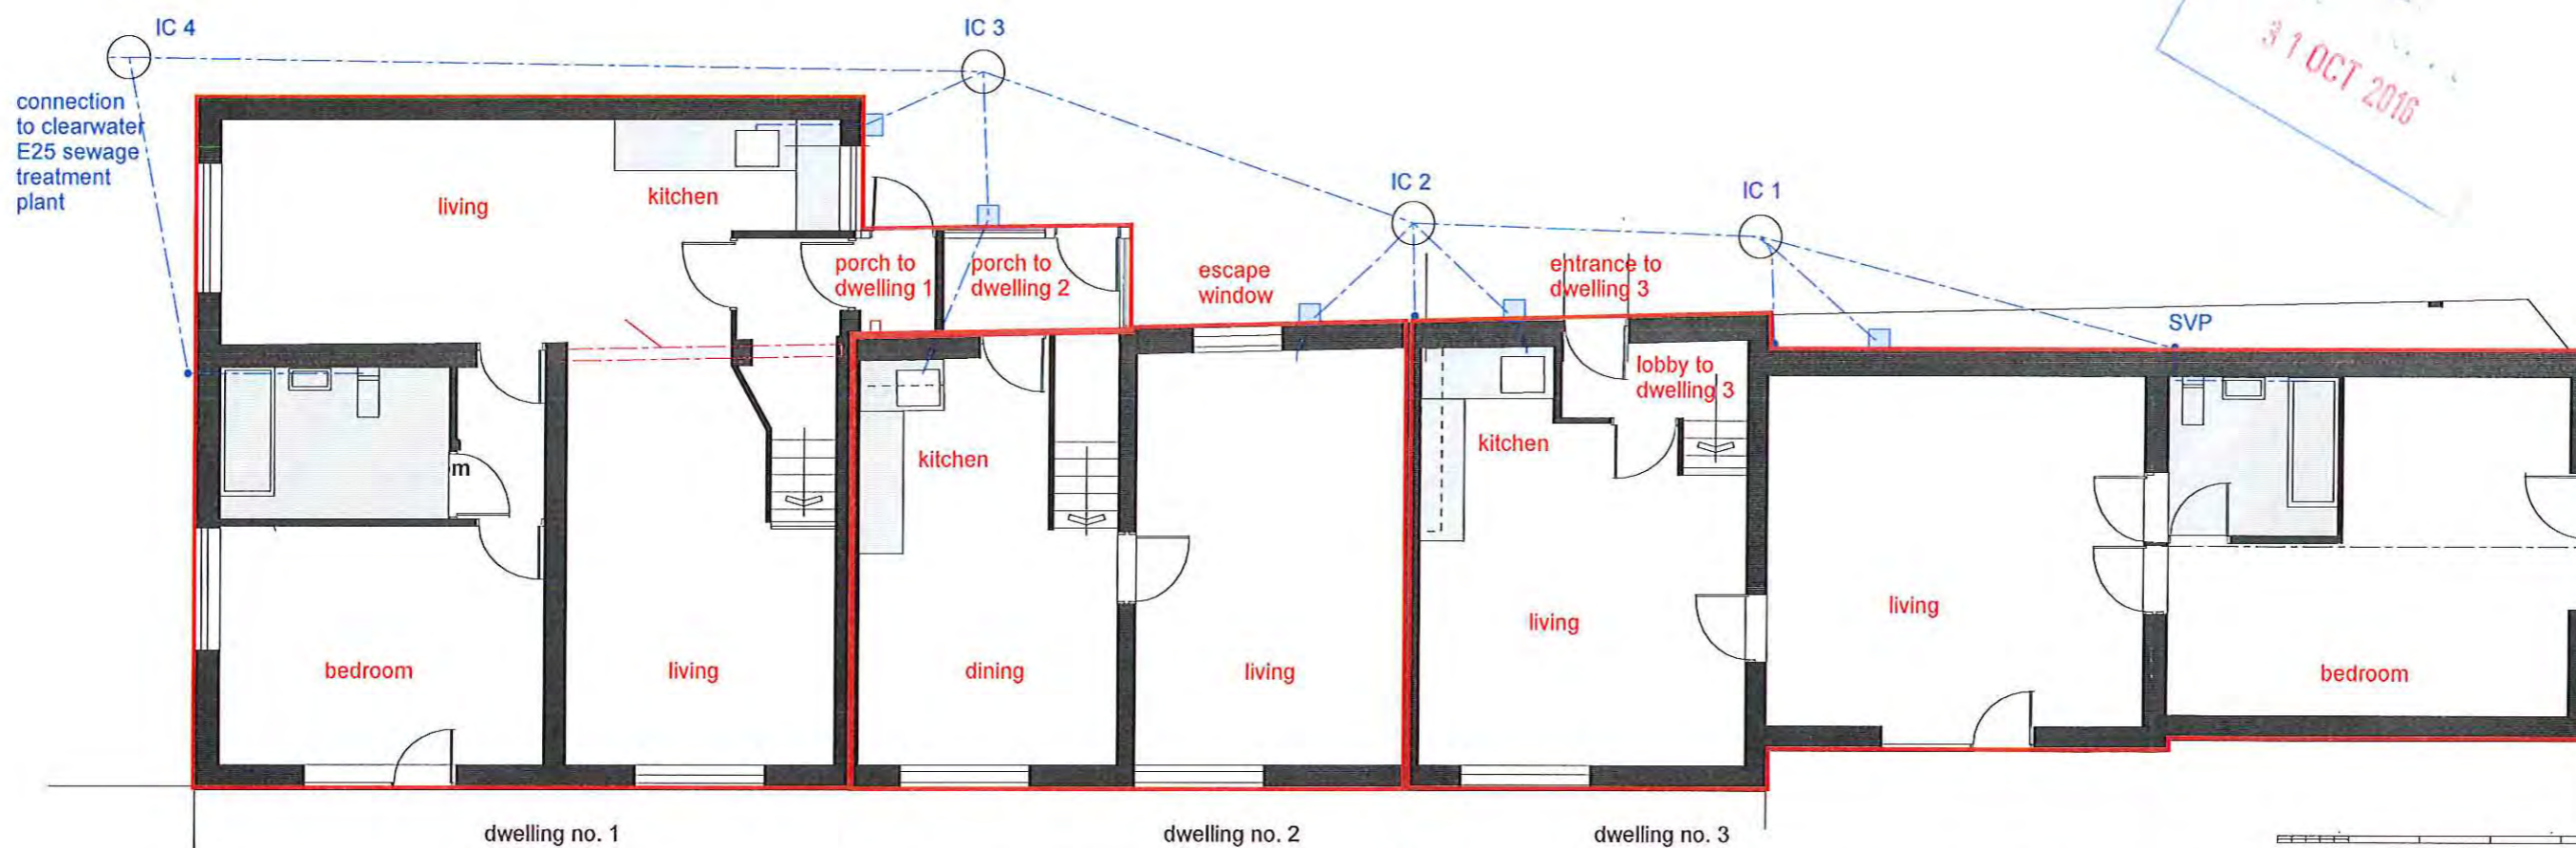 IC 4
IC 3
31 OCT 2016
connection
to clearwater
E25 sewage
treatment
plant
IC 2
IC 1
living
kitchen
porch to
dwelling 1
porch to
dwelling 2
escape
window
entrance to
dwelling 3
SVP
lobby to
dwelling 3
m
kitchen
kitchen
bedroom
living
dining
living
living
living
bedroom
dwelling no. 1
dwelling no. 2
dwelling no. 3